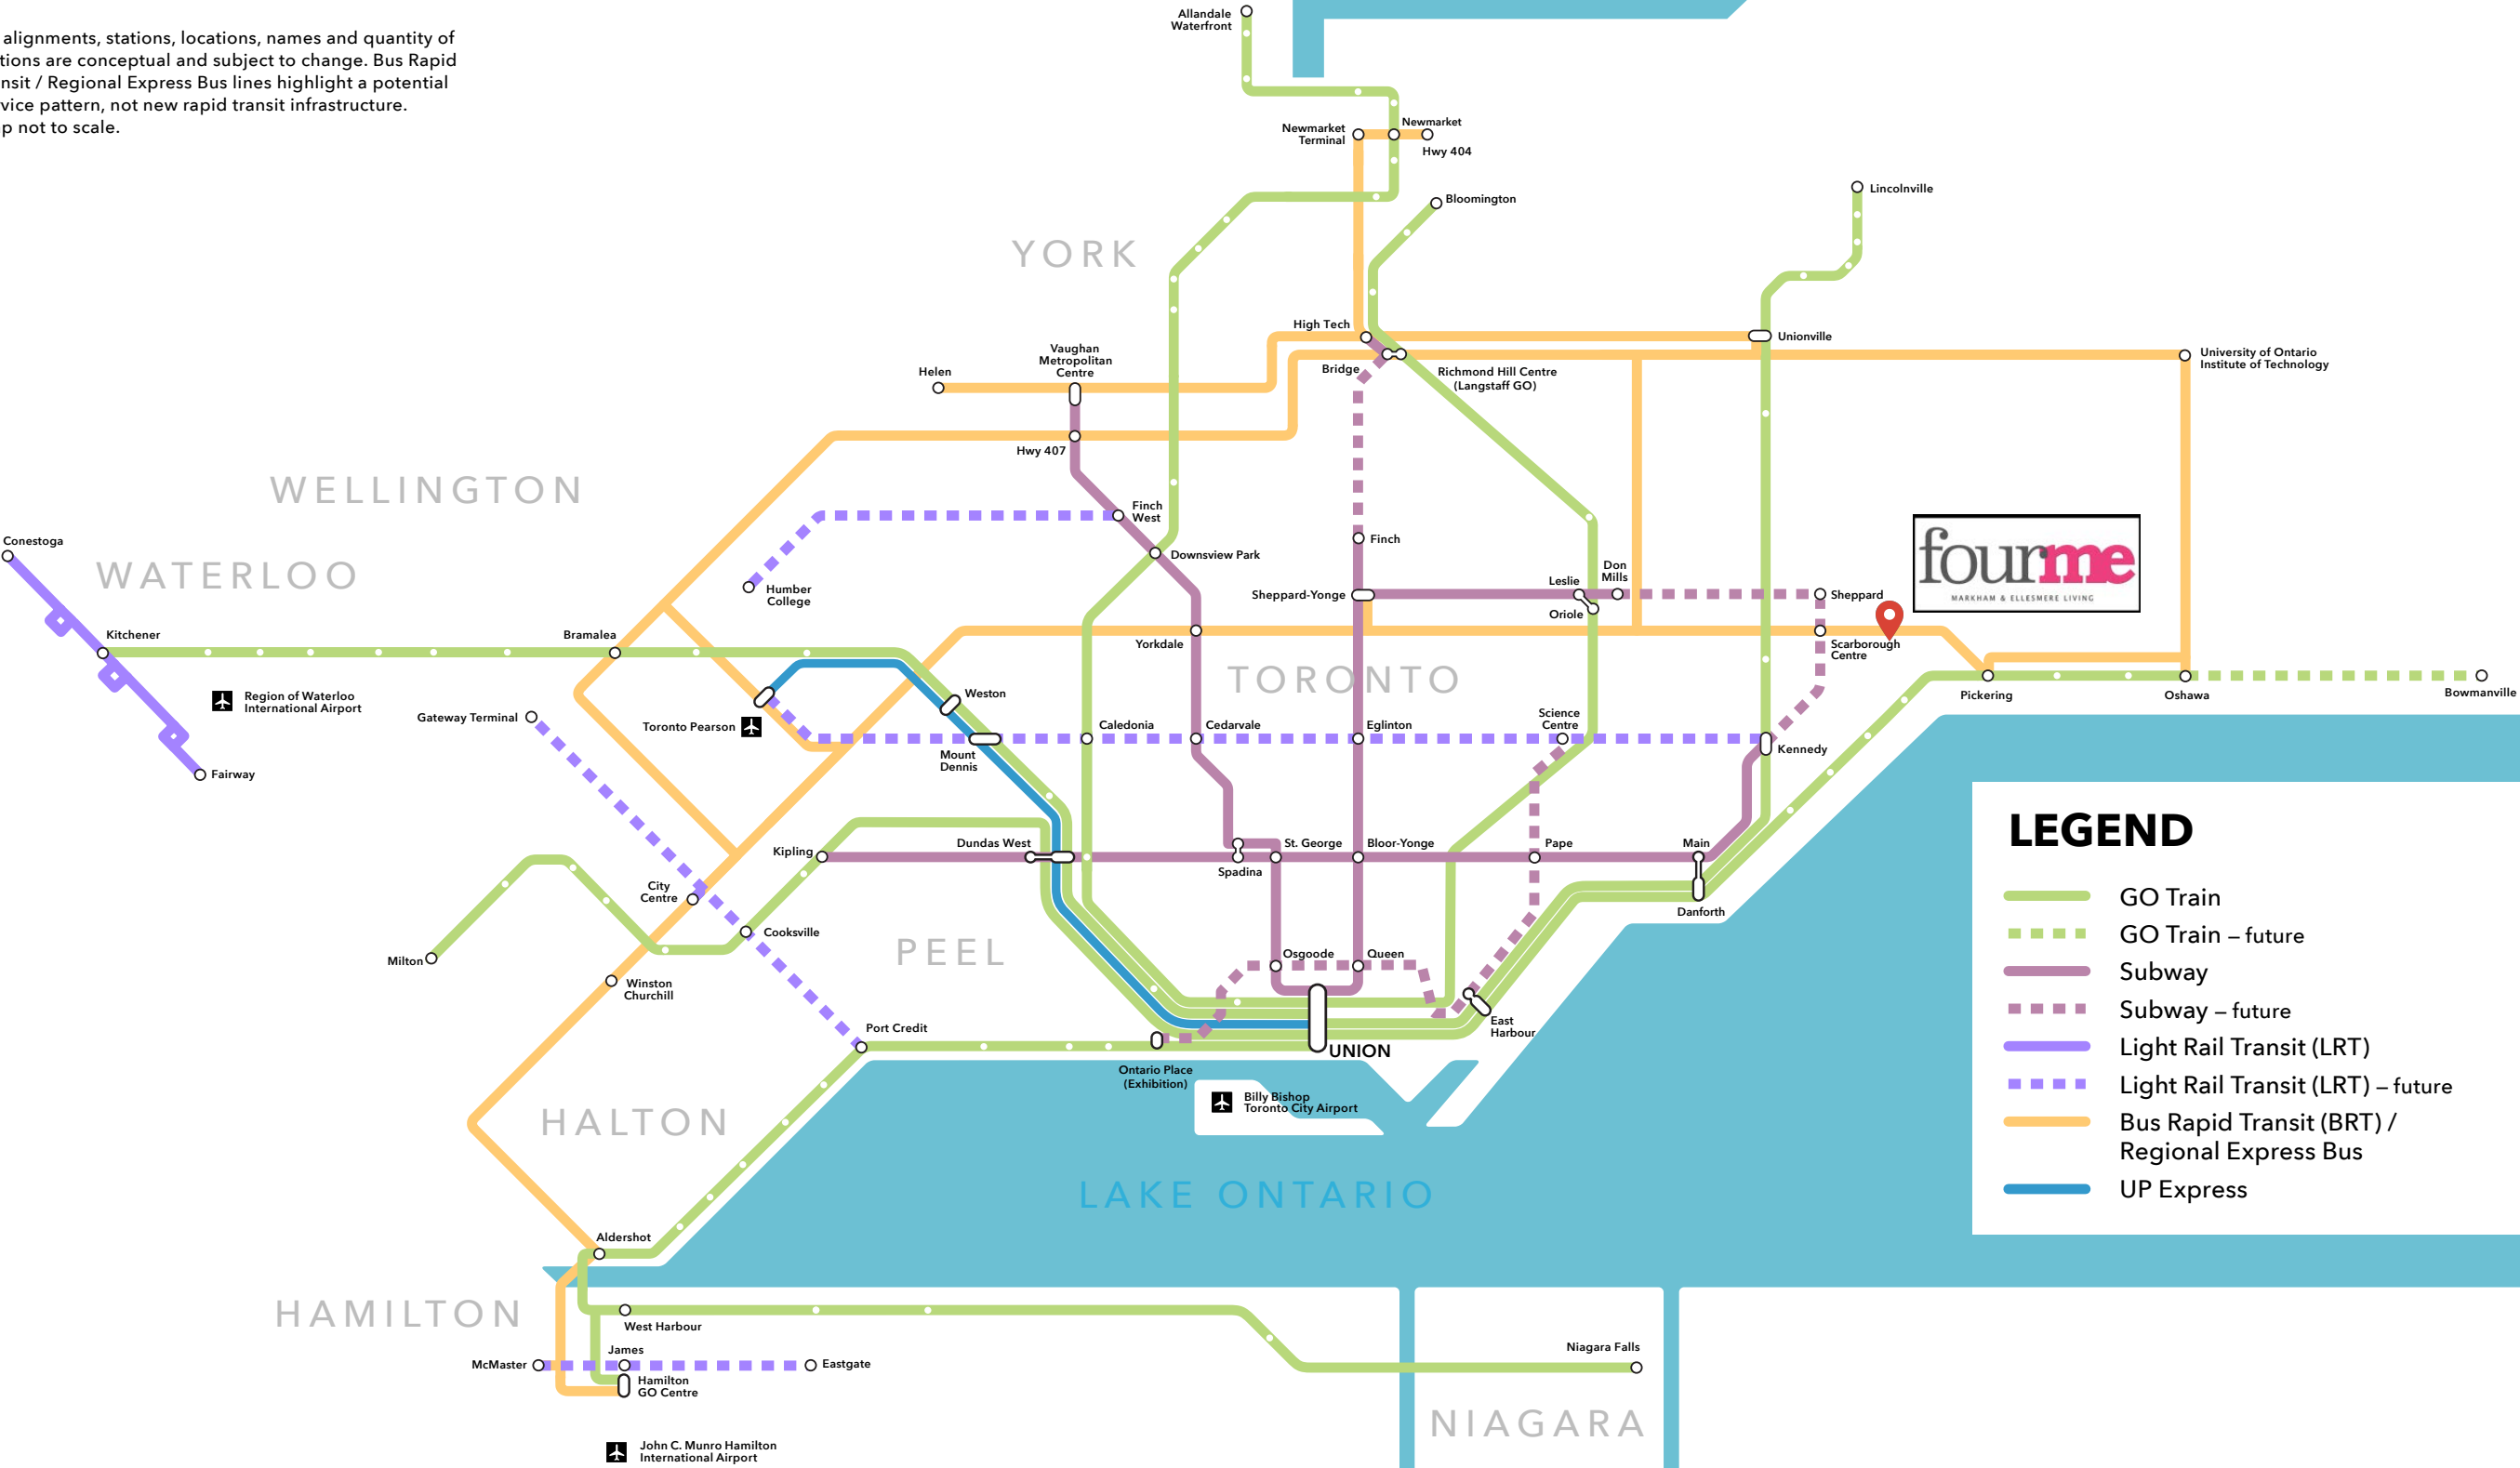 alignments, stations, locations, names and quantity of
tions are conceptual and subject to change. Bus Rapid
nsit / Regional Express Bus lines highlight a potential
vice pattern, not new rapid transit infrastructure.
p not to scale.
Allandale
Waterfront
Newmarket
Terminal
Newmarket
Hwy 404
Bloomington
Lincolnville
YORK
High Tech
Unionville
Vaughan
Metropolitan
Centre
Helen
Bridge
Richmond Hill Centre
(Langstaff GO)
University of Ontario
Institute of Technology
Hwy 407
WELLINGTON
Finch
West
Conestoga
WATERLOO
Downsview Park
Finch
fourme
MARKHAM & ELLESMERE LIVING
Humber
College
Sheppard-Yonge
Leslie
Don
Mills
Oriole
Sheppard
Kitchener
Bramalea
Yorkdale
Scarborough
Centre
TORONTO
Region of Waterloo
International Airport
Gateway Terminal
Weston
Toronto Pearson
Pickering
Oshawa
Bowmanville
Caledonia
Cedarvale
Eglinton
Science
Centre
Kennedy
Mount
Dennis
Fairway
LEGEND
Kipling
Dundas West
Spadina
St. George
Bloor-Yonge
Pape
Main
Danforth
City
Centre
Cooksville
Milton
PEEL
Winston
Churchill
Osgoode
Queen
Port Credit
East
Harbour
UNION
Ontario Place
(Exhibition)
Billy Bishop
Toronto City Airport
HALTON
LAKE ONTARIO
GO Train
GO Train – future
Subway
Subway – future
Light Rail Transit (LRT)
Light Rail Transit (LRT) – future
Bus Rapid Transit (BRT) /
Regional Express Bus
UP Express
Aldershot
HAMILTON
West Harbour
McMaster
James
Eastgate
Hamilton
GO Centre
Niagara Falls
NIAGARA
John C. Munro Hamilton
International Airport